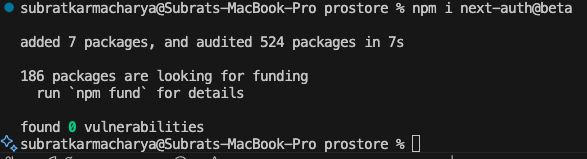 subratkarmacharya@Subrats-MacBook-Pro prostore % npm i next-auth@beta
added 7 packages, and audited 524 packages in 7s
186 packages are looking for funding
run `npm fund` for details
found 0 vulnerabilities
subratkarmacharya@Subrats-MacBook-Pro prostore %